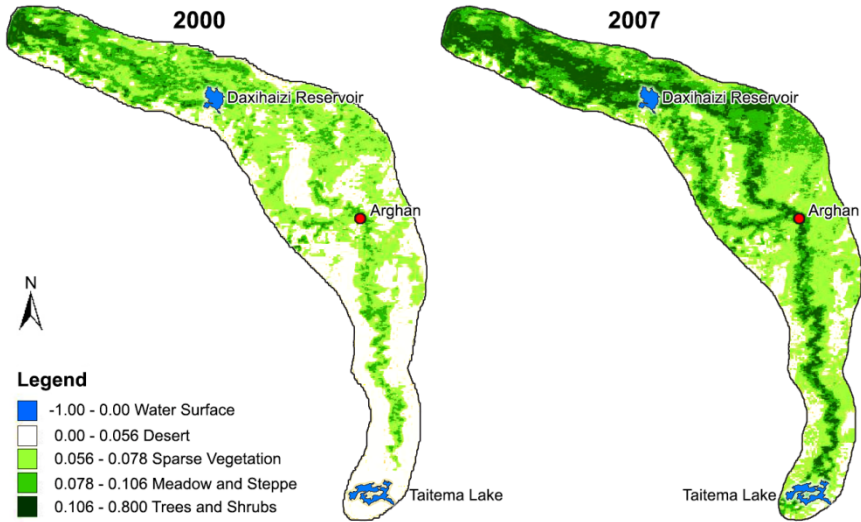 2000
2007
Daxihaizi Reservoir
Daxihaizi Reservoir
Arghan
Arghan
N
Legend
-1.00 - 0.00 Water Surface
0.00 - 0.056 Desert
0.056 - 0.078 Sparse Vegetation
0.078 - 0.106 Meadow and Steppe
0.106 - 0.800 Trees and Shrubs
Taitema Lake
Taitema Lake